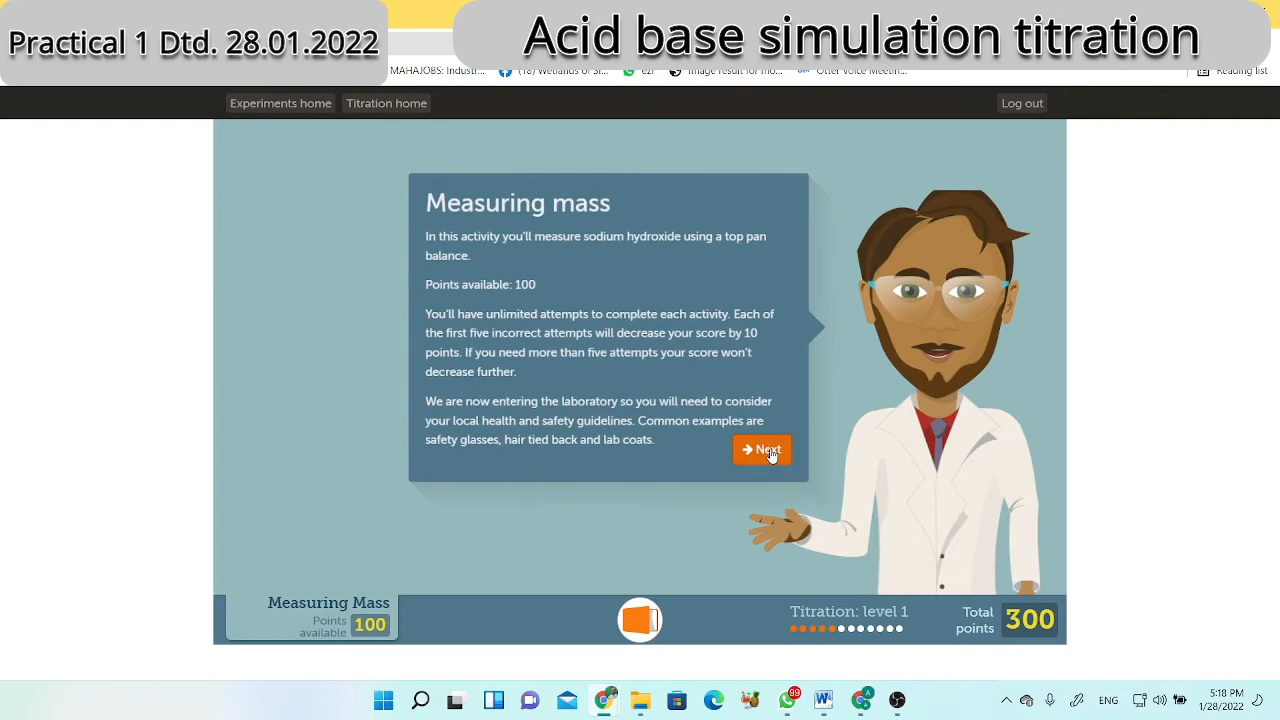 Practical 1 Dtd. 28.01.2022
Acid base simulation titration
MAHAJOBS: Indust...
Reading list
Experiments home
Titration home
Log out
Measuring mass
In this activity you'll measure sodium hydroxide using a top pan
balance.
Points available: 100
You'll have unlimited attempts to complete each activity. Each of
the first five incorrect attempts will decrease your score by 10
points. If you need more than five attempts your score won't
decrease further.
We are now entering the laboratory so you will need to consider
your local health and safety guidelines. Common examples are
safety glasses, hair tied back and lab coats.
Next
Measuring Mass
Points
available 100
Titration: level 1
Total
points 300
99
ENG
5:18 PM
1/28/2022